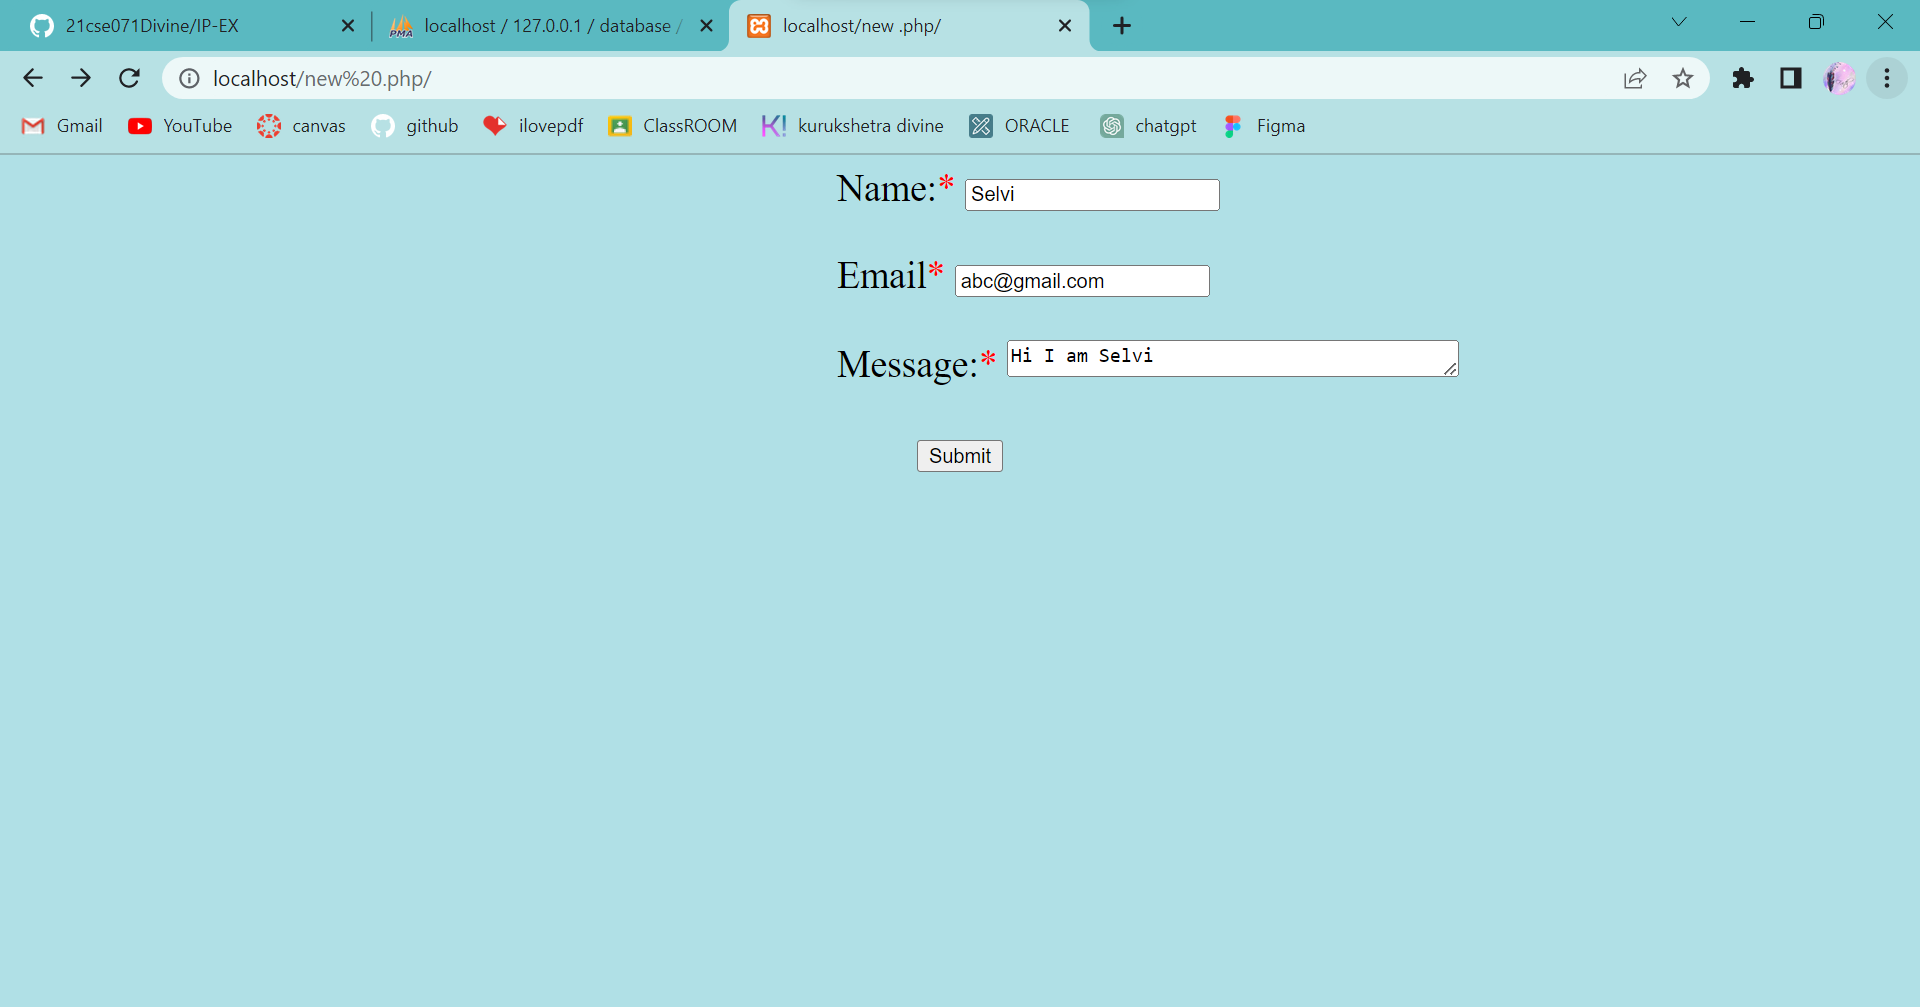 21cse071Divine/IP-EX
localhost / 127.0.0.1 / database /
localhost/new .php/
localhost/new%20.php/
Gmail YouTube canvas github ilovepdf ClassROOM kurukshetra divine ORACLE chatgpt Figma
Name:* Selvi
Email* abc@gmail.com
Message:* Hi I am Selvi
Submit